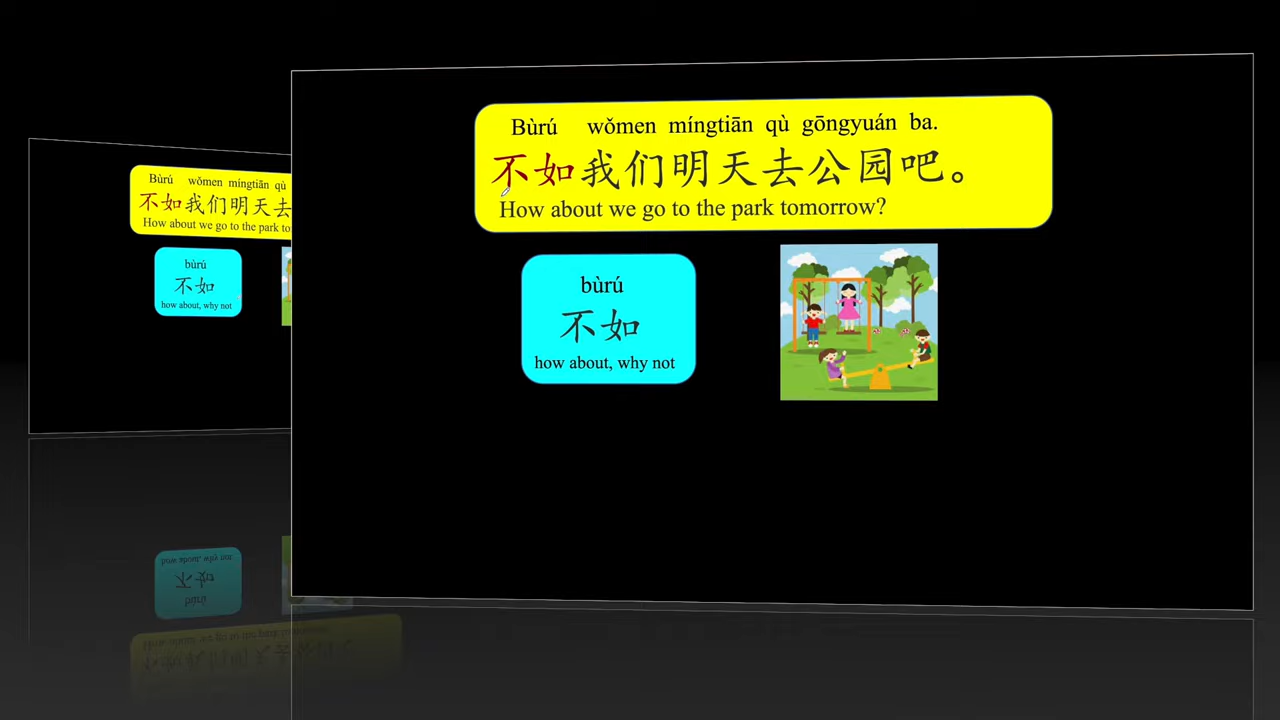 Bùrú wǒmen míngtiān qù gōngyuán ba.
不如我们明天去公园吧。
How about we go to the park tomorrow?
bùrú
不如
how about, why not
Bùrú wǒmen míngtiān qù
不如我们明天去
How about we go to the park to
bùrú
不如
how about, why not